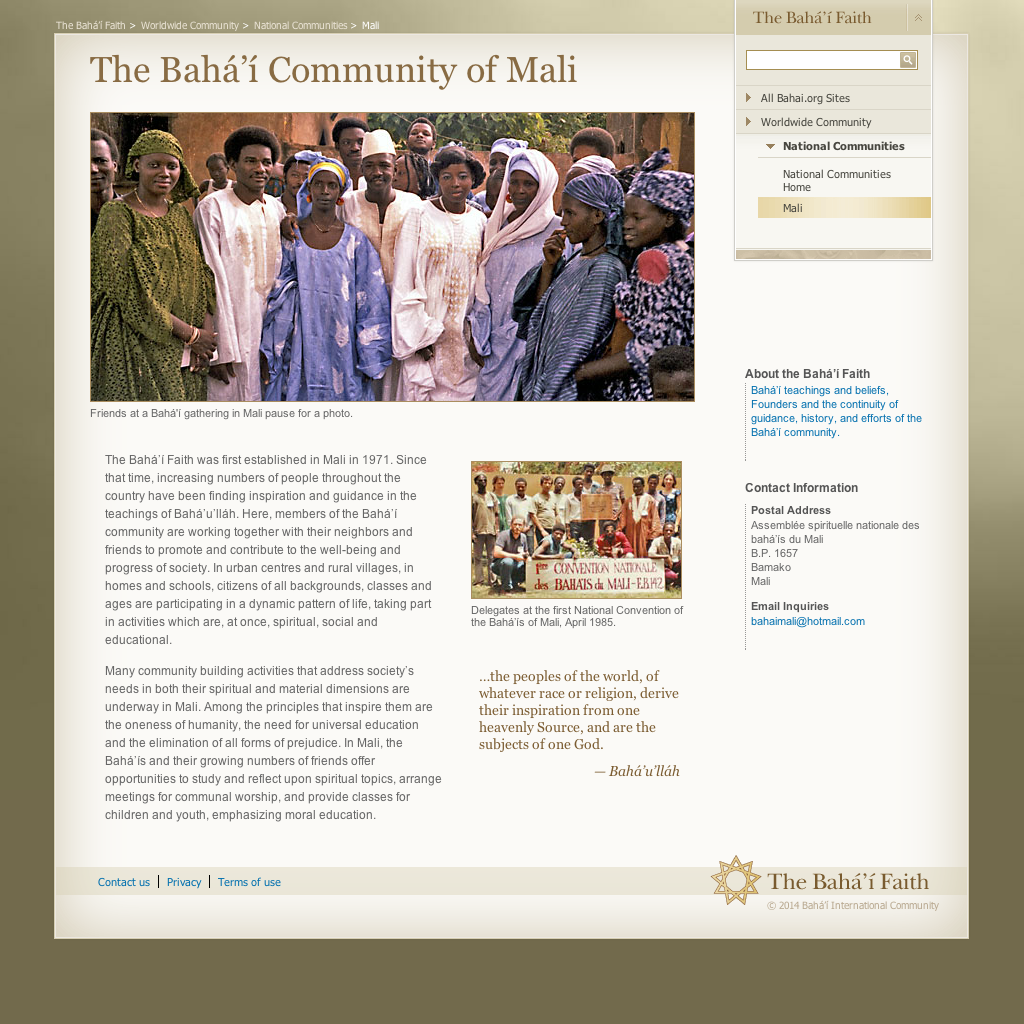 The Bahá'í Faith > Worldwide Community > National Communities > Mali
The Bahá'í Faith
The Bahá'í Community of Mali
All Bahai.org Sites
Worldwide Community
National Communities
National Communities
Home
Mali
Friends at a Bahá'í gathering in Mali pause for a photo.
The Bahá'í Faith was first established in Mali in 1971. Since
that time, increasing numbers of people throughout the
country have been finding inspiration and guidance in the
teachings of Bahá'u'lláh. Here, members of the Bahá'í
community are working together with their neighbors and
friends to promote and contribute to the well-being and
progress of society. In urban centres and rural villages, in
homes and schools, citizens of all backgrounds, classes and
ages are participating in a dynamic pattern of life, taking part
in activities which are, at once, spiritual, social and
educational.
Many community building activities that address society's
needs in both their spiritual and material dimensions are
underway in Mali. Among the principles that inspire them are
the oneness of humanity, the need for universal education
and the elimination of all forms of prejudice. In Mali, the
Bahá'ís and their growing numbers of friends offer
opportunities to study and reflect upon spiritual topics, arrange
meetings for communal worship, and provide classes for
children and youth, emphasizing moral education.
1ère CONVENTION NATIONALE
des BAHA'IS du MALI-E.B.142
Delegates at the first National Convention of
the Bahá'ís of Mali, April 1985.
...the peoples of the world, of
whatever race or religion, derive
their inspiration from one
heavenly Source, and are the
subjects of one God.
— Bahá'u'lláh
About the Bahá'í Faith
Bahá'í teachings and beliefs,
Founders and the continuity of
guidance, history, and efforts of the
Bahá'í community.
Contact Information
Postal Address
Assemblée spirituelle nationale des
bahá'ís du Mali
B.P. 1657
Bamako
Mali
Email Inquiries
bahaimali@hotmail.com
Contact us | Privacy | Terms of use
The Bahá'í Faith
© 2014 Bahá'í International Community